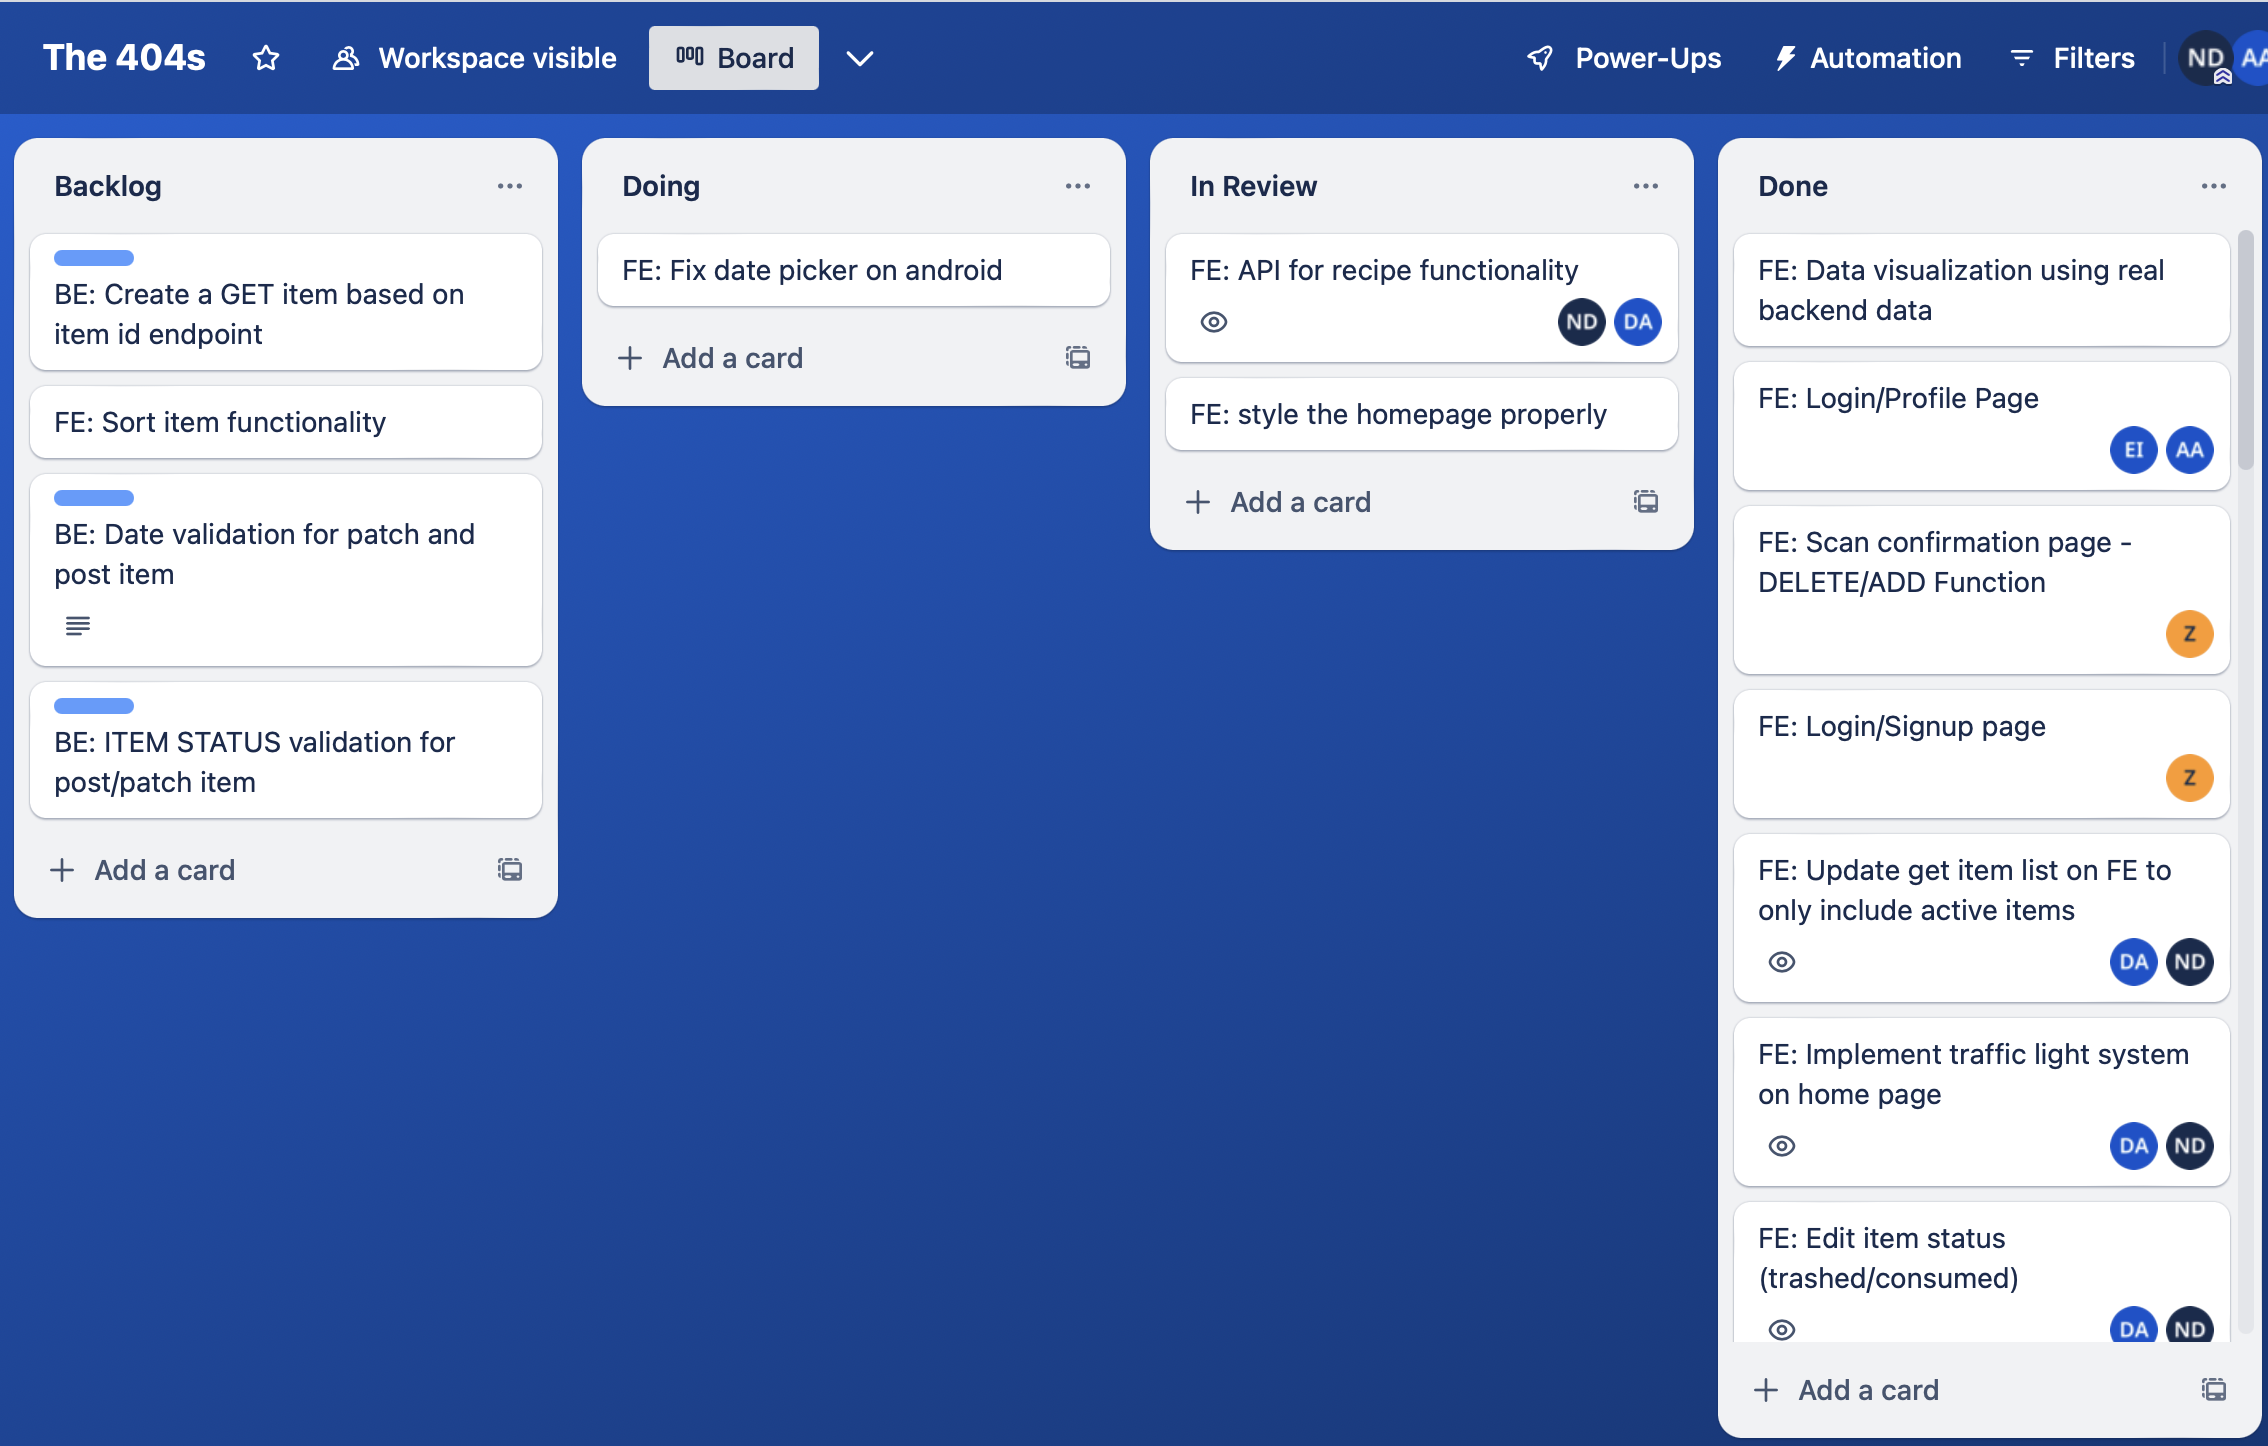 The 404s
Workspace visible
Board
Power-Ups
Automation
Filters
ND
AA
Backlog
BE: Create a GET item based on
item id endpoint
FE: Sort item functionality
BE: Date validation for patch and
post item
BE: ITEM STATUS validation for
post/patch item
Add a card
Doing
FE: Fix date picker on android
Add a card
In Review
FE: API for recipe functionality
ND
DA
FE: style the homepage properly
Add a card
Done
FE: Data visualization using real
backend data
FE: Login/Profile Page
EI
AA
FE: Scan confirmation page -
DELETE/ADD Function
Z
FE: Login/Signup page
Z
FE: Update get item list on FE to
only include active items
DA
ND
FE: Implement traffic light system
on home page
DA
ND
FE: Edit item status
(trashed/consumed)
DA
ND
Add a card